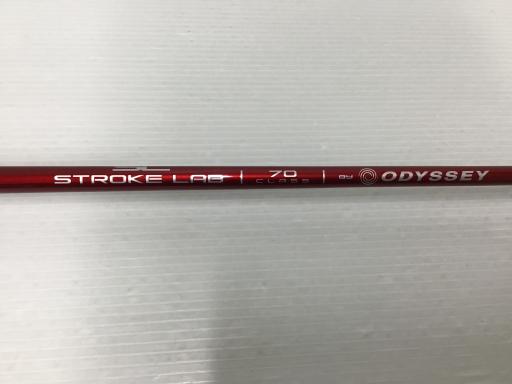 STROKE LAB | 70 CLASS | BY ODYSSEY